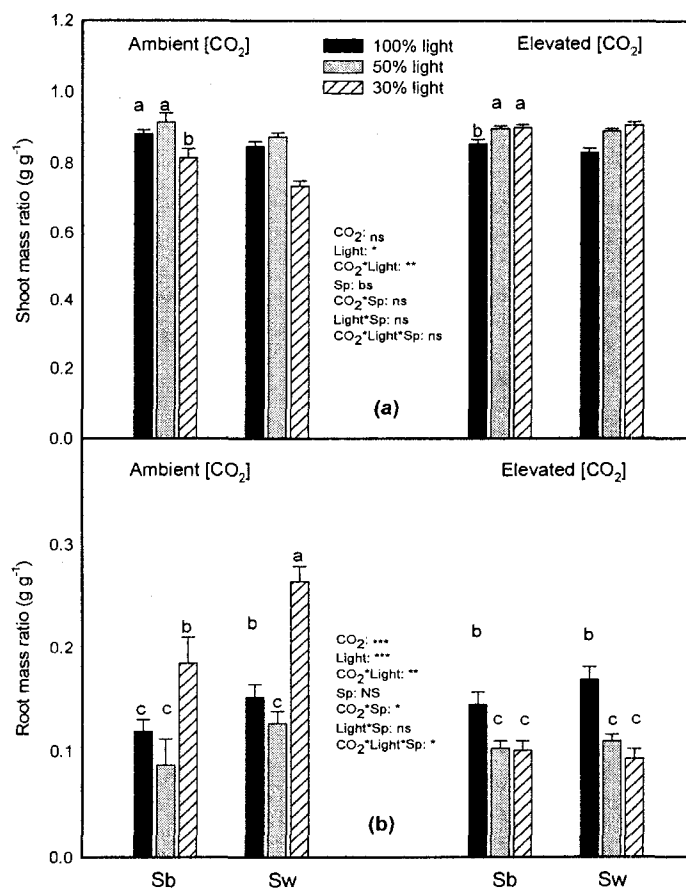 1.2
Ambient [CO2]
100% light
50% light
30% light
Elevated [CO2]
1.0
a a b
b a a
0.8
Shoot mass ratio (g g-1)
0.6
CO2: ns
Light: *
CO2*Light: **
Sp: bs
CO2*Sp: ns
Light*Sp: ns
CO2*Light*Sp: ns
0.4
0.2
(a)
0.0
Ambient [CO2]
Elevated [CO2]
0.3
Root mass ratio (g g-1)
c c b
b c a
b c c
b c c
0.2
CO2: ***
Light: ***
CO2*Light: **
Sp: NS
CO2*Sp: *
Light*Sp: ns
CO2*Light*Sp: *
0.1
(b)
0.0
Sb Sw Sb Sw